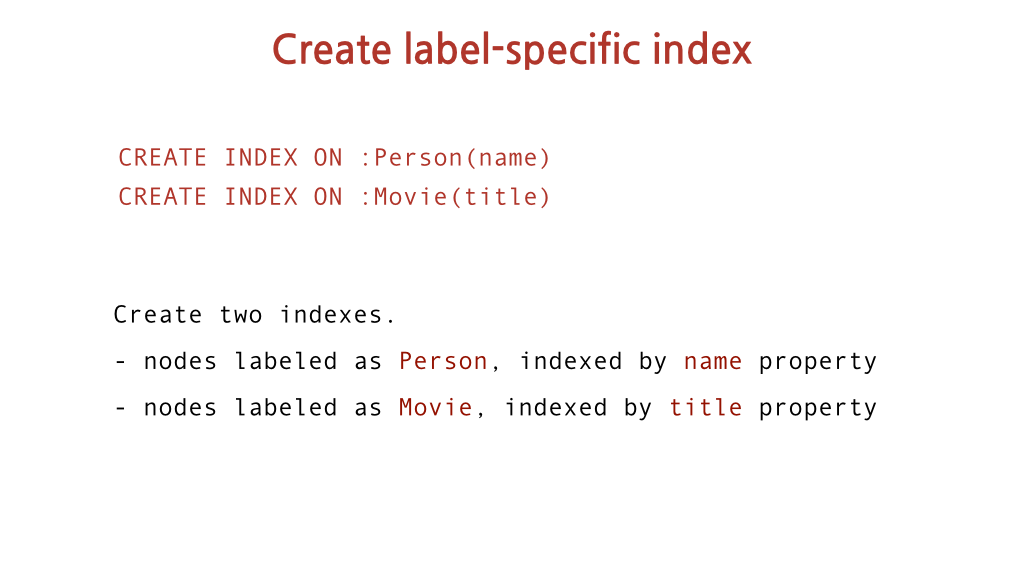 Create label-specific index
CREATE INDEX ON :Person(name)
CREATE INDEX ON :Movie(title)
Create two indexes.
- nodes labeled as Person, indexed by name property
- nodes labeled as Movie, indexed by title property